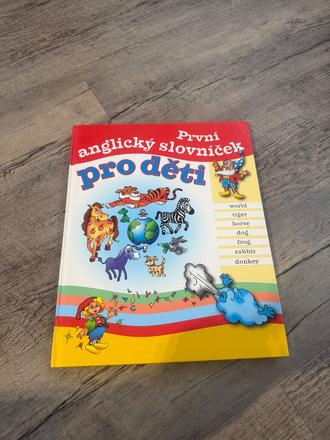 První
anglický slovníček
pro děti
world
tiger
horse
dog
frog
rabbit
donkey